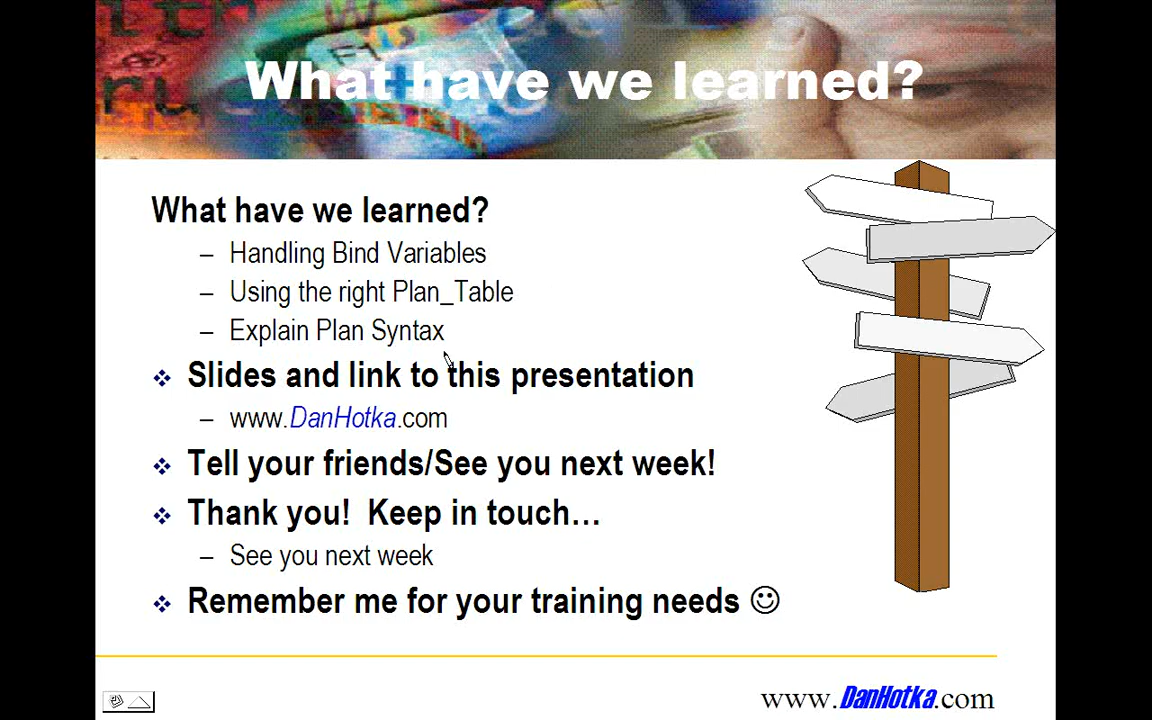 What have we learned?
What have we learned?
– Handling Bind Variables
– Using the right Plan_Table
– Explain Plan Syntax
❖ Slides and link to this presentation
– www.DanHotka.com
❖ Tell your friends/See you next week!
❖ Thank you! Keep in touch…
– See you next week
❖ Remember me for your training needs ☺
www.DanHotka.com